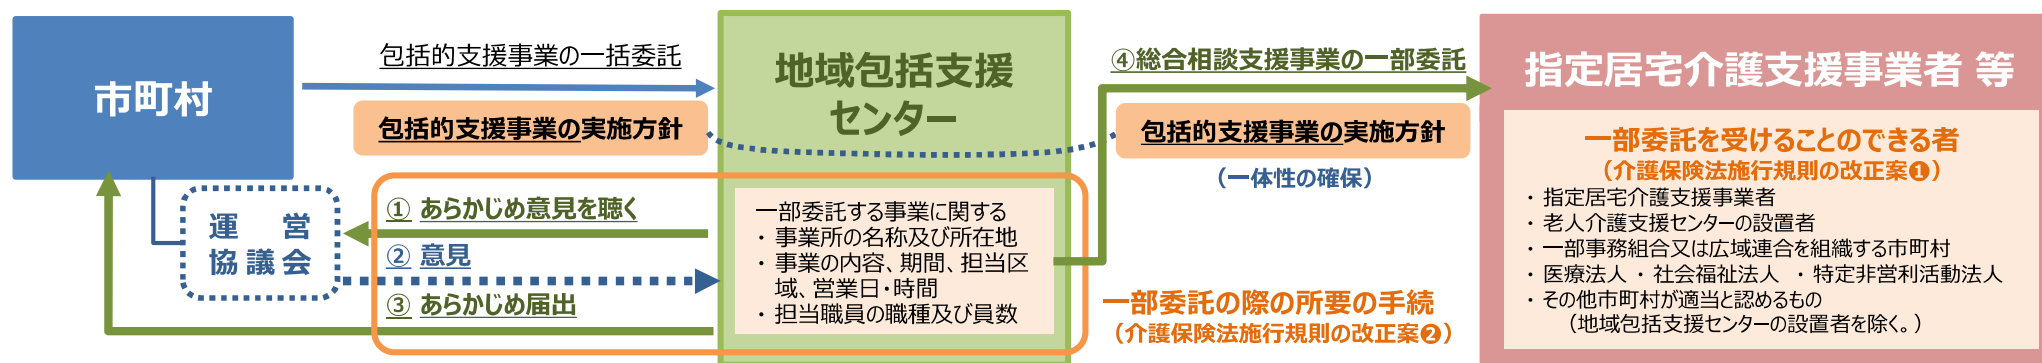 市町村
運　営
協議会
包括的支援事業の一括委託
包括的支援事業の実施方針
① あらかじめ意見を聴く
② 意見
③ あらかじめ届出
地域包括支援
センター
一部委託する事業に関する
・ 事業所の名称及び所在地
・ 事業の内容、期間、担当区
域、営業日・時間
・ 担当職員の職種及び員数
④総合相談支援事業の一部委託
包括的支援事業の実施方針
（一体性の確保）
一部委託の際の所要の手続
（介護保険法施行規則の改正案❷）
指定居宅介護支援事業者 等
一部委託を受けることのできる者
（介護保険法施行規則の改正案❶）
・ 指定居宅介護支援事業者
・ 老人介護支援センターの設置者
・ 一部事務組合又は広域連合を組織する市町村
・ 医療法人 ・ 社会福祉法人 ・ 特定非営利活動法人
・ その他市町村が適当と認めるもの
（地域包括支援センターの設置者を除く。）